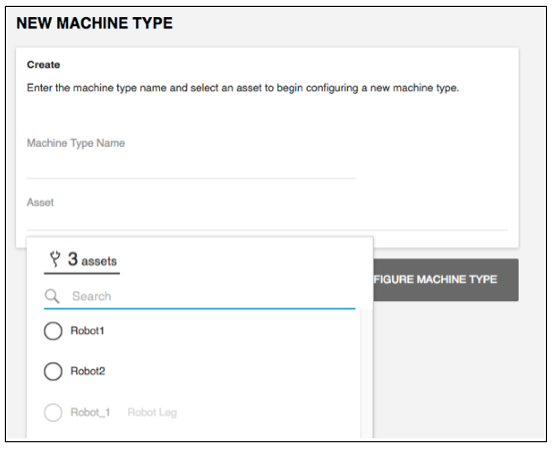 NEW MACHINE TYPE
Create
Enter the machine type name and select an asset to begin configuring a new machine type.
Machine Type Name
Asset
3 assets
FIGURE MACHINE TYPE
Search
Robot1
Robot2
Robot_1 Robot Leg